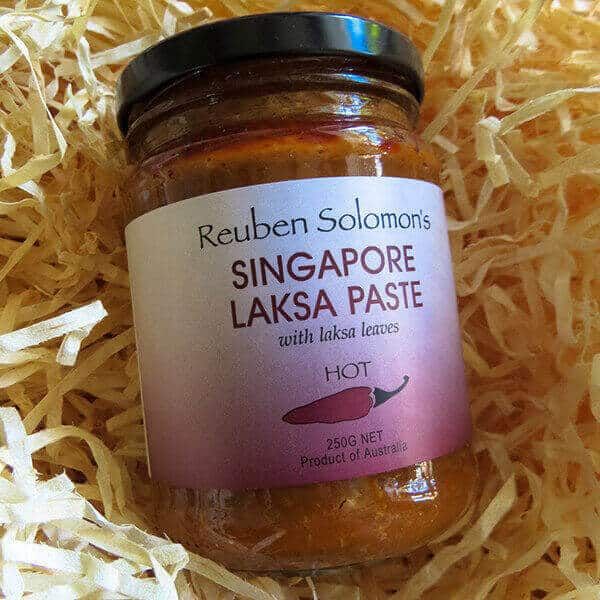 Reuben Solomon's
SINGAPORE
LAKSA PASTE
with laksa leaves
HOT
250G NET
Product of Australia